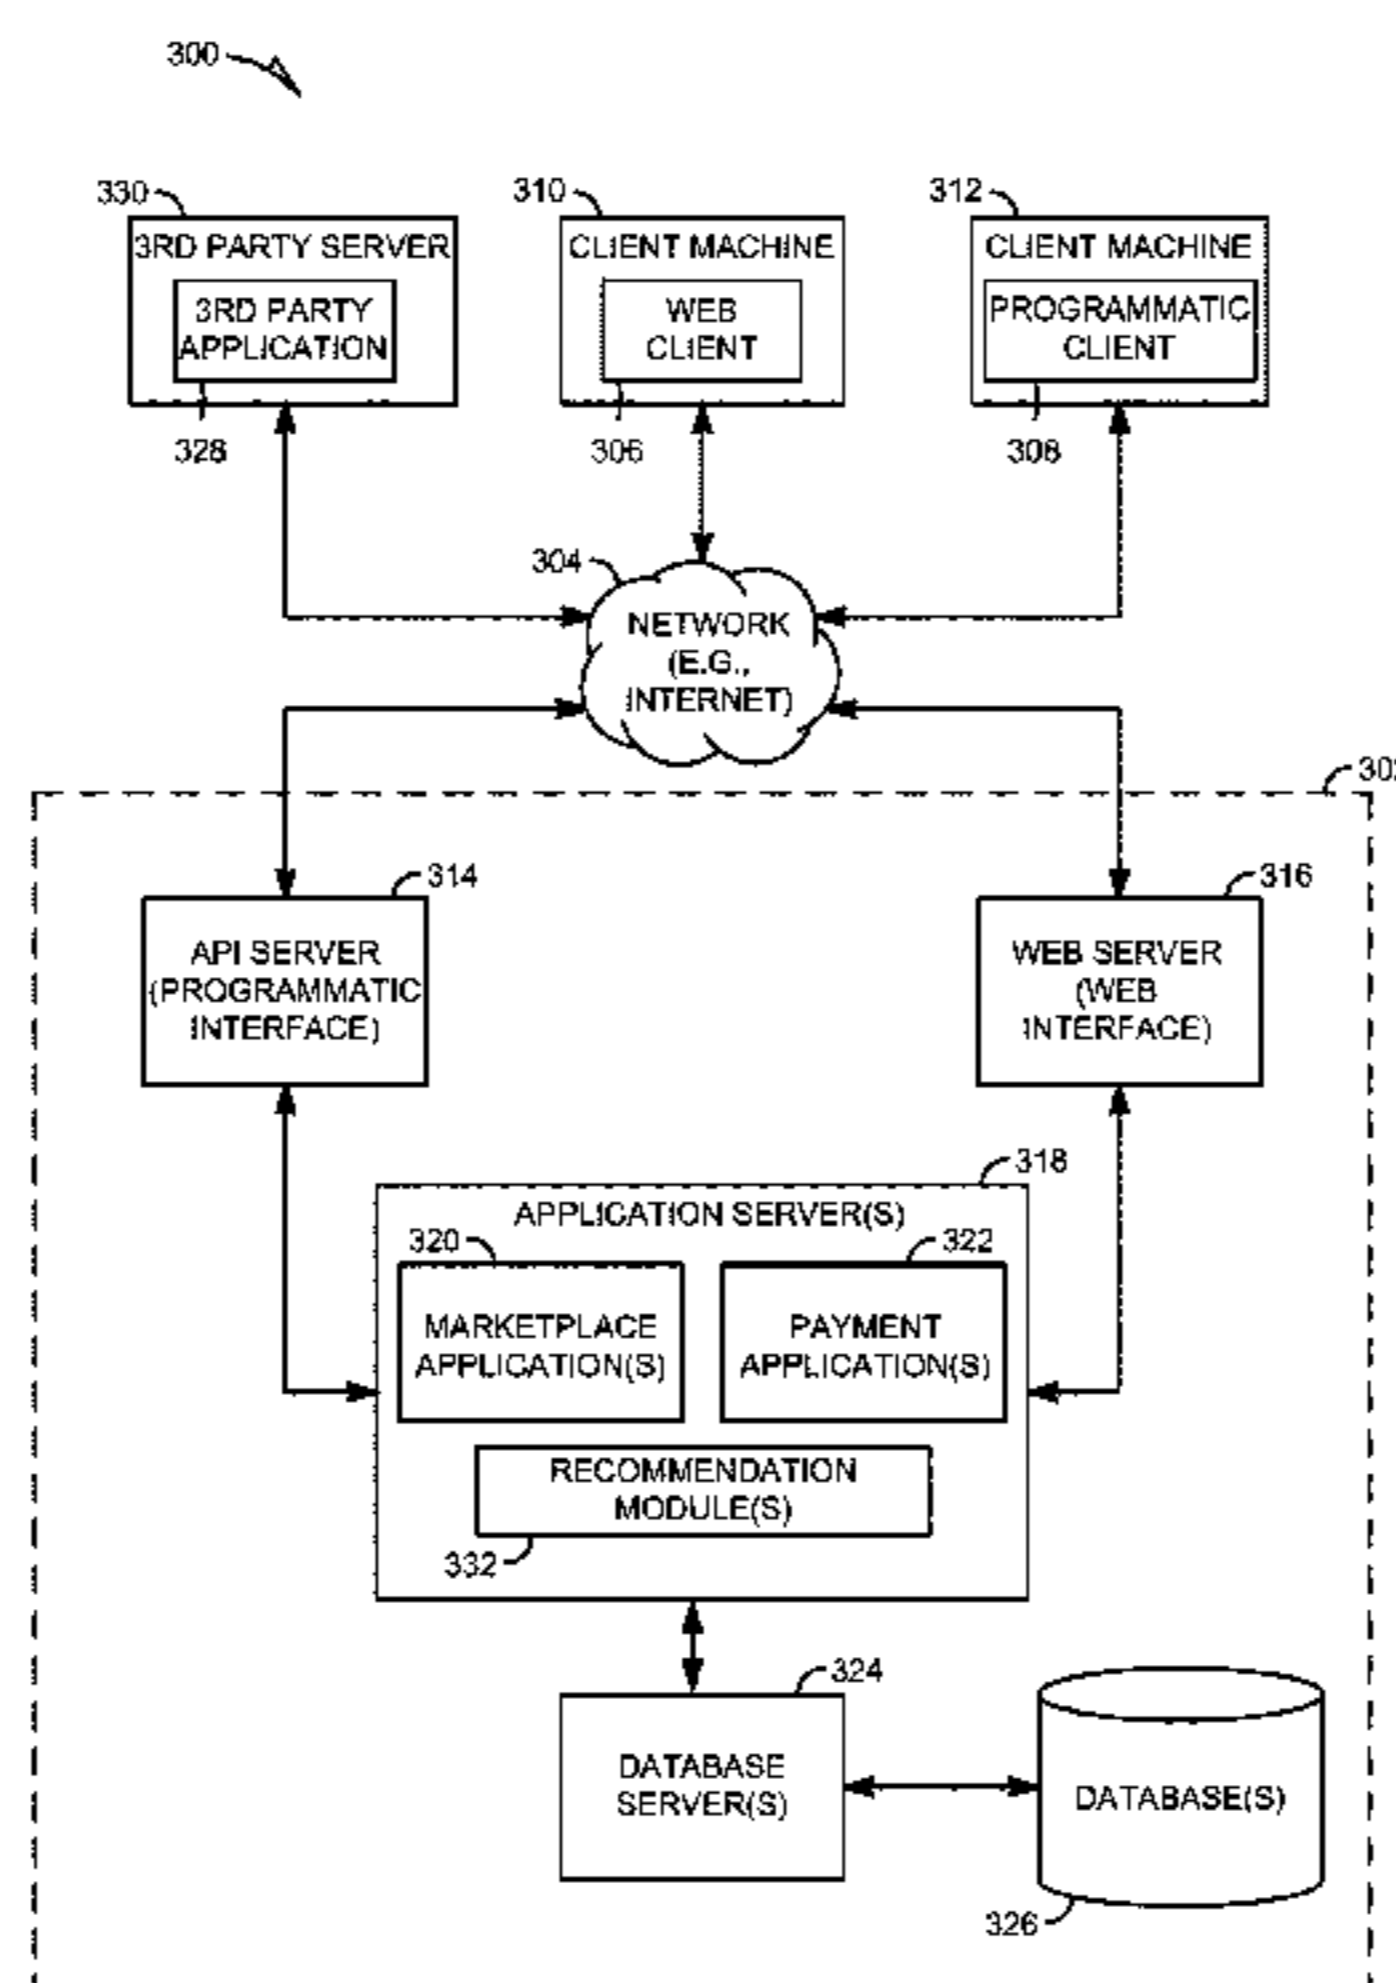 300
330
310
312
3RD PARTY SERVER
CLIENT MACHINE
CLIENT MACHINE
3RD PARTY
APPLICATION
WEB
CLIENT
PROGRAMMATIC
CLIENT
328
306
308
304
NETWORK
(E.G.,
INTERNET)
314
316
API SERVER
(PROGRAMMATIC
INTERFACE)
WEB SERVER
(WEB
INTERFACE)
318
APPLICATION SERVER(S)
320
322
MARKETPLACE
APPLICATION(S)
PAYMENT
APPLICATION(S)
RECOMMENDATION
MODULE(S)
332
324
DATABASE
SERVER(S)
DATABASE(S)
326